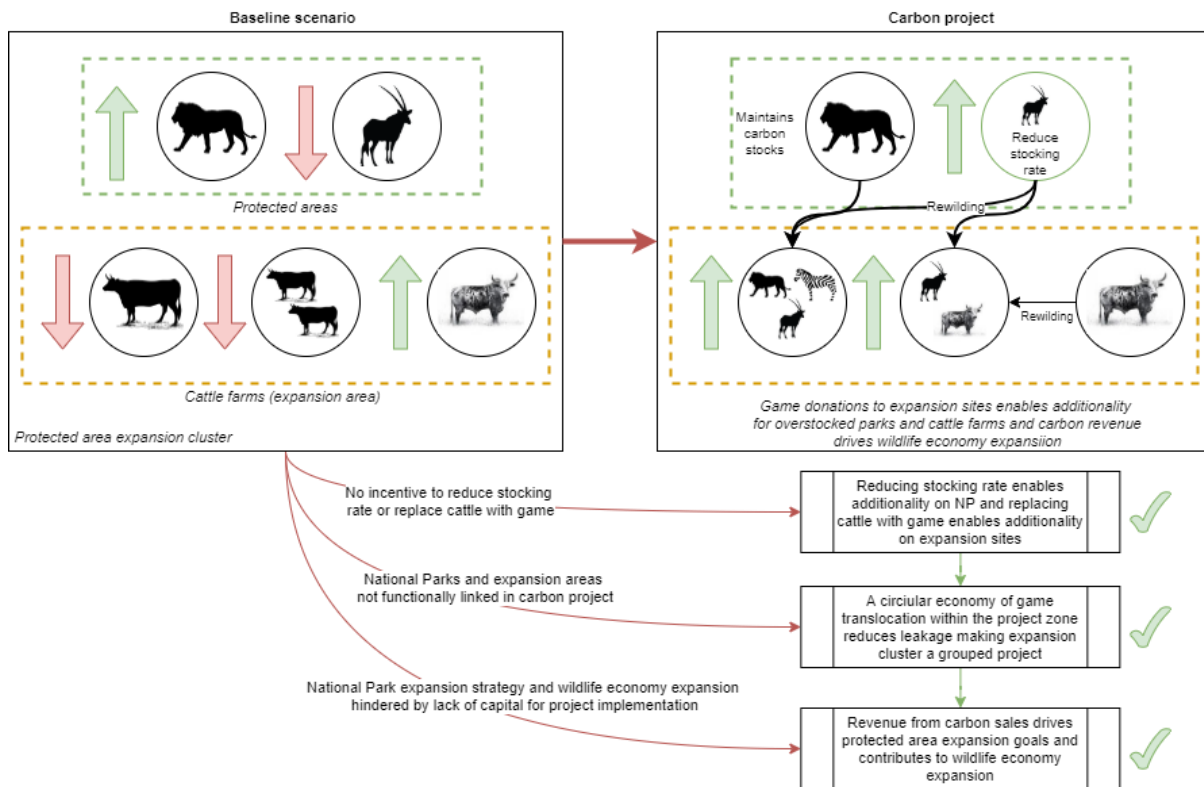 Baseline scenario
Protected areas
Cattle farms (expansion area)
Protected area expansion cluster
Carbon project
Maintains
carbon
stocks
Reduce
stocking
rate
Rewilding
Rewilding
Game donations to expansion sites enables additionality
for overstocked parks and cattle farms and carbon revenue
drives wildlife economy expansiion
No incentive to reduce stocking
rate or replace cattle with game
Reducing stocking rate enables
additionality on NP and replacing
cattle with game enables additionality
on expansion sites
National Parks and expansion areas
not functionally linked in carbon project
A circular economy of game
translocation within the project zone
reduces leakage making expansion
cluster a grouped project
National Park expansion strategy and wildlife economy expansion
hindered by lack of capital for project implementation
Revenue from carbon sales drives
protected area expansion goals and
contributes to wildlife economy
expansion